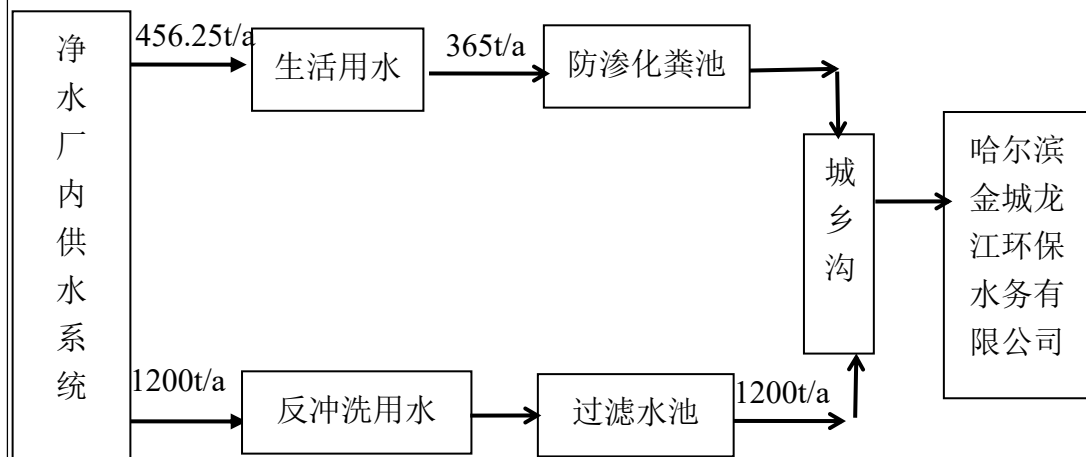 净水厂内供水系统
456.25t/a
生活用水
365t/a
防渗化粪池
城乡沟
哈尔滨
金城龙
江环保
水务有
限公司
1200t/a
反冲洗用水
过滤水池
1200t/a